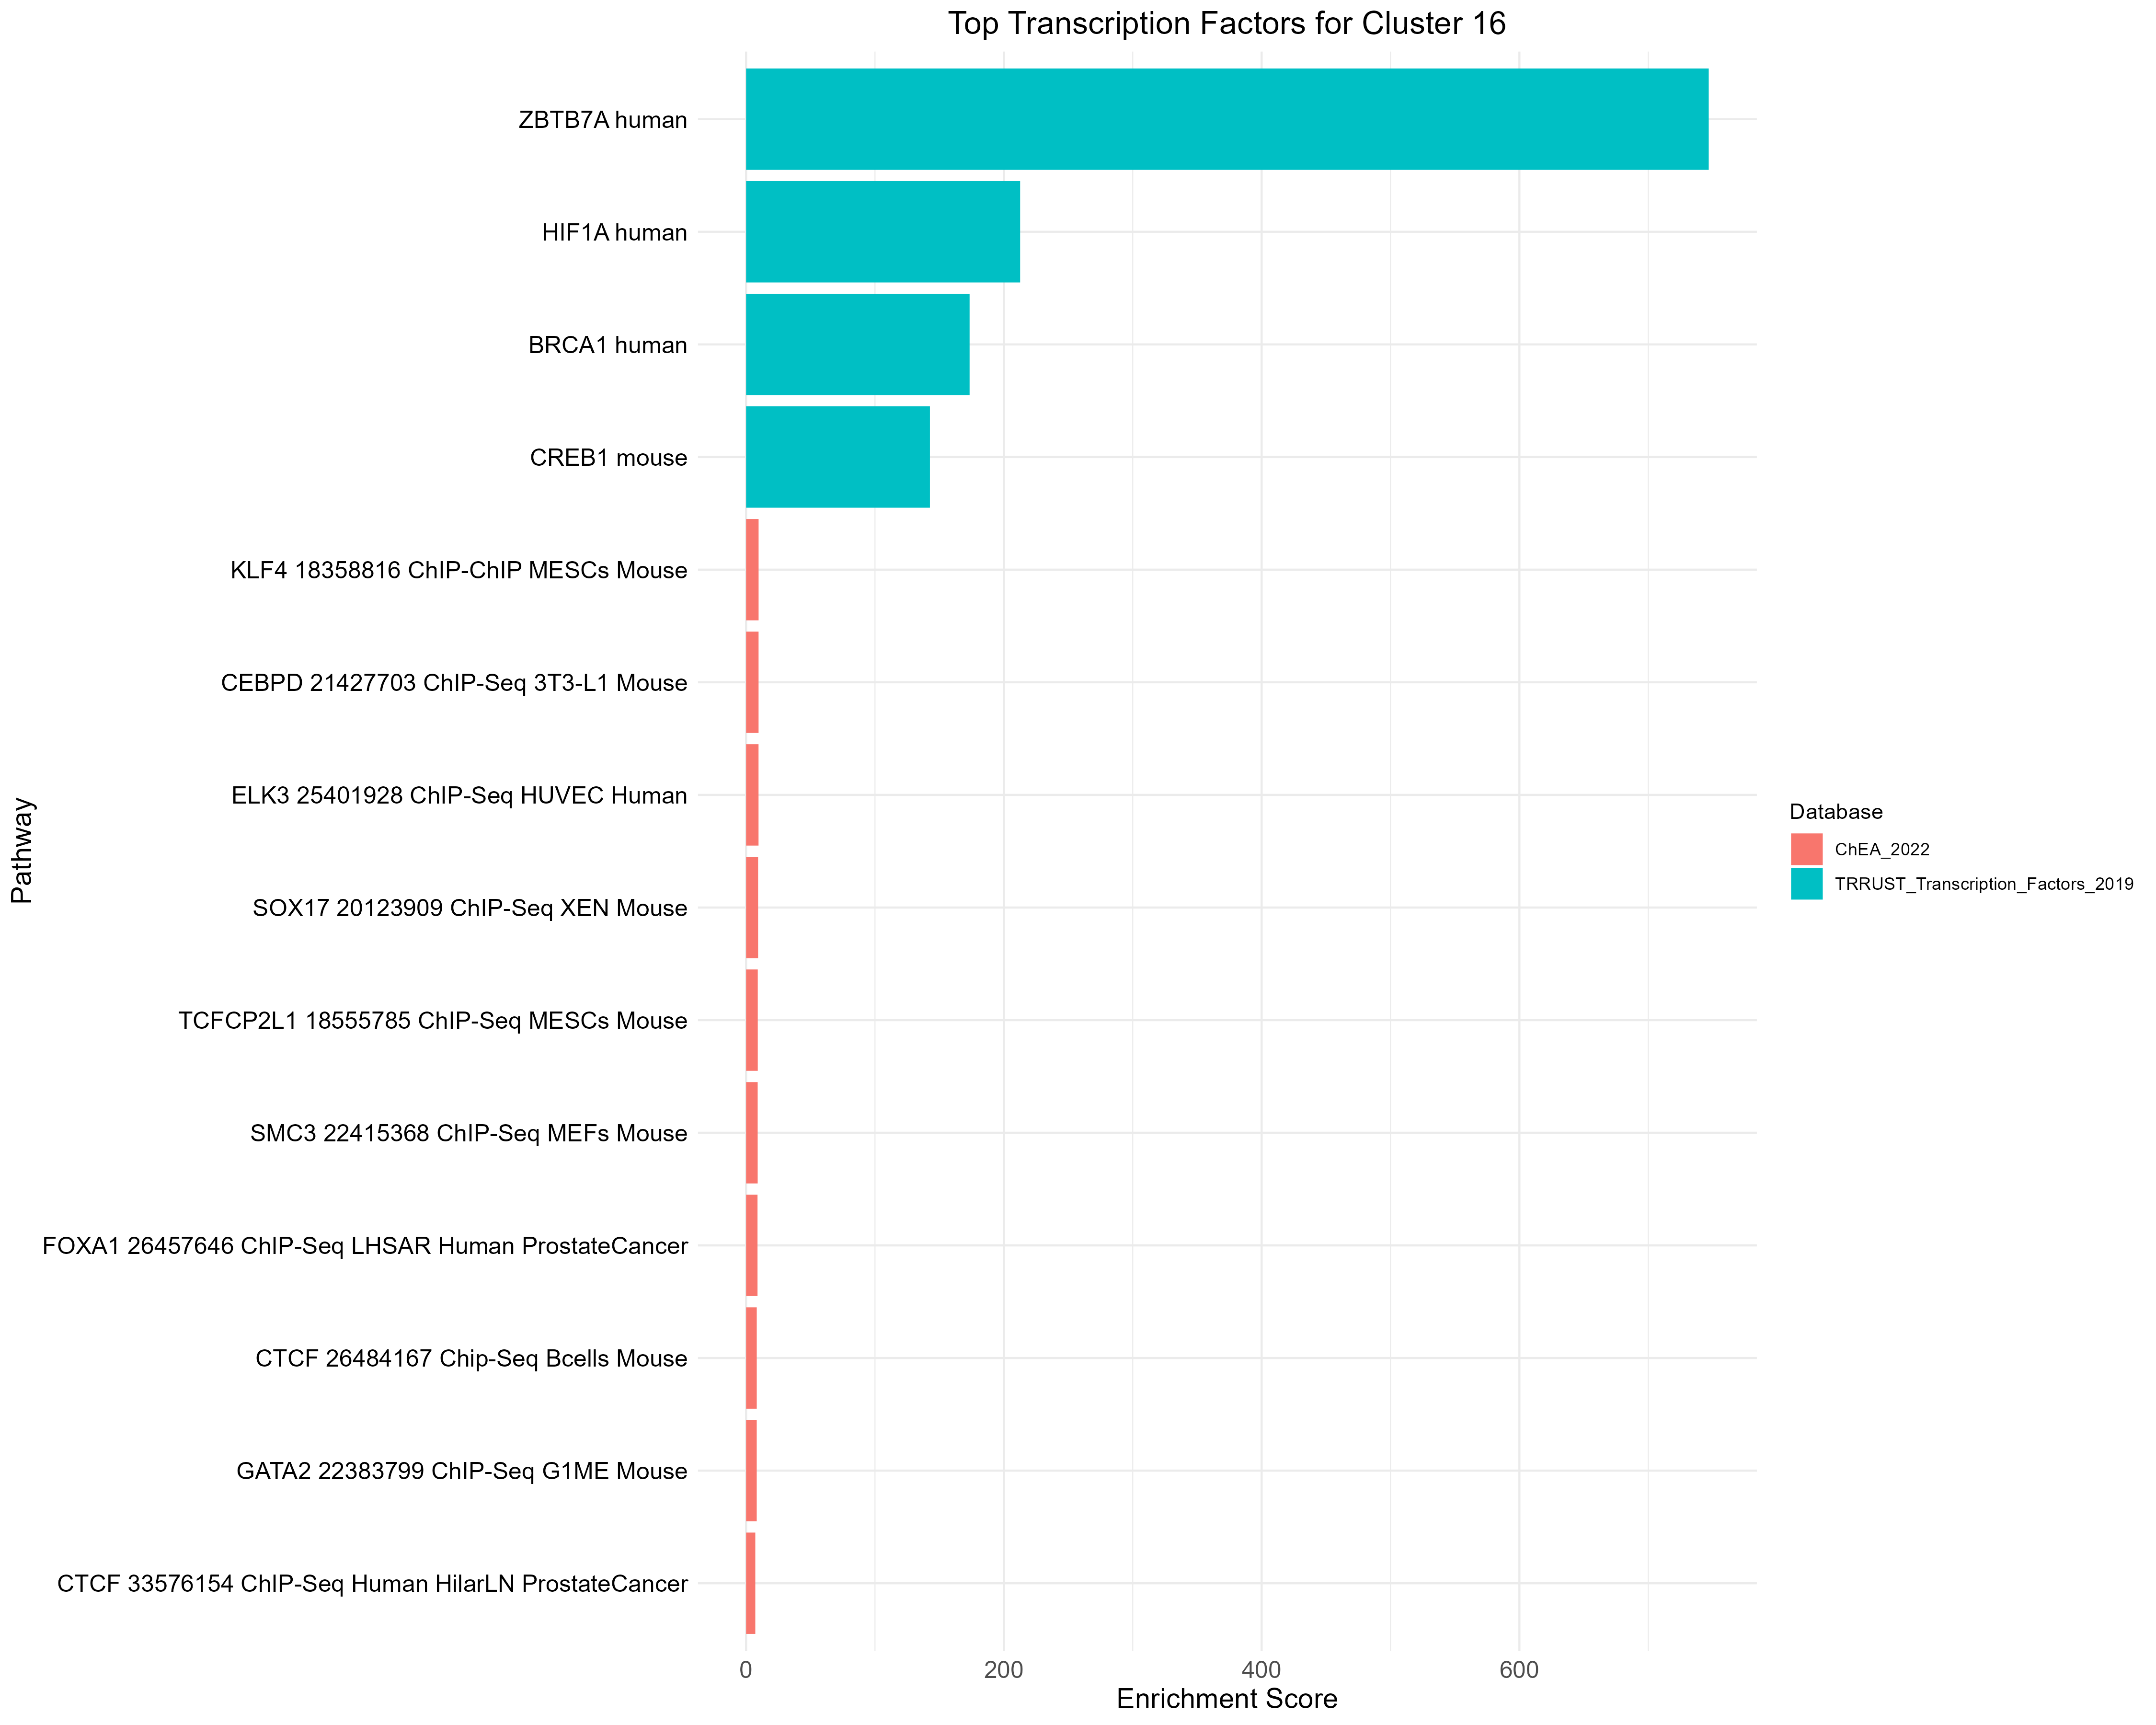 Top Transcription Factors for Cluster 16
Pathway
ZBTB7A human
HIF1A human
BRCA1 human
CREB1 mouse
KLF4 18358816 ChIP-ChIP MESCs Mouse
CEBPD 21427703 ChIP-Seq 3T3-L1 Mouse
ELK3 25401928 ChIP-Seq HUVEC Human
SOX17 20123909 ChIP-Seq XEN Mouse
TCFCP2L1 18555785 ChIP-Seq MESCs Mouse
SMC3 22415368 ChIP-Seq MEFs Mouse
FOXA1 26457646 ChIP-Seq LHSAR Human ProstateCancer
CTCF 26484167 Chip-Seq Bcells Mouse
GATA2 22383799 ChIP-Seq G1ME Mouse
CTCF 33576154 ChIP-Seq Human HilarLN ProstateCancer
0 200 400 600
Enrichment Score
Database
ChEA_2022
TRRUST_Transcription_Factors_2019